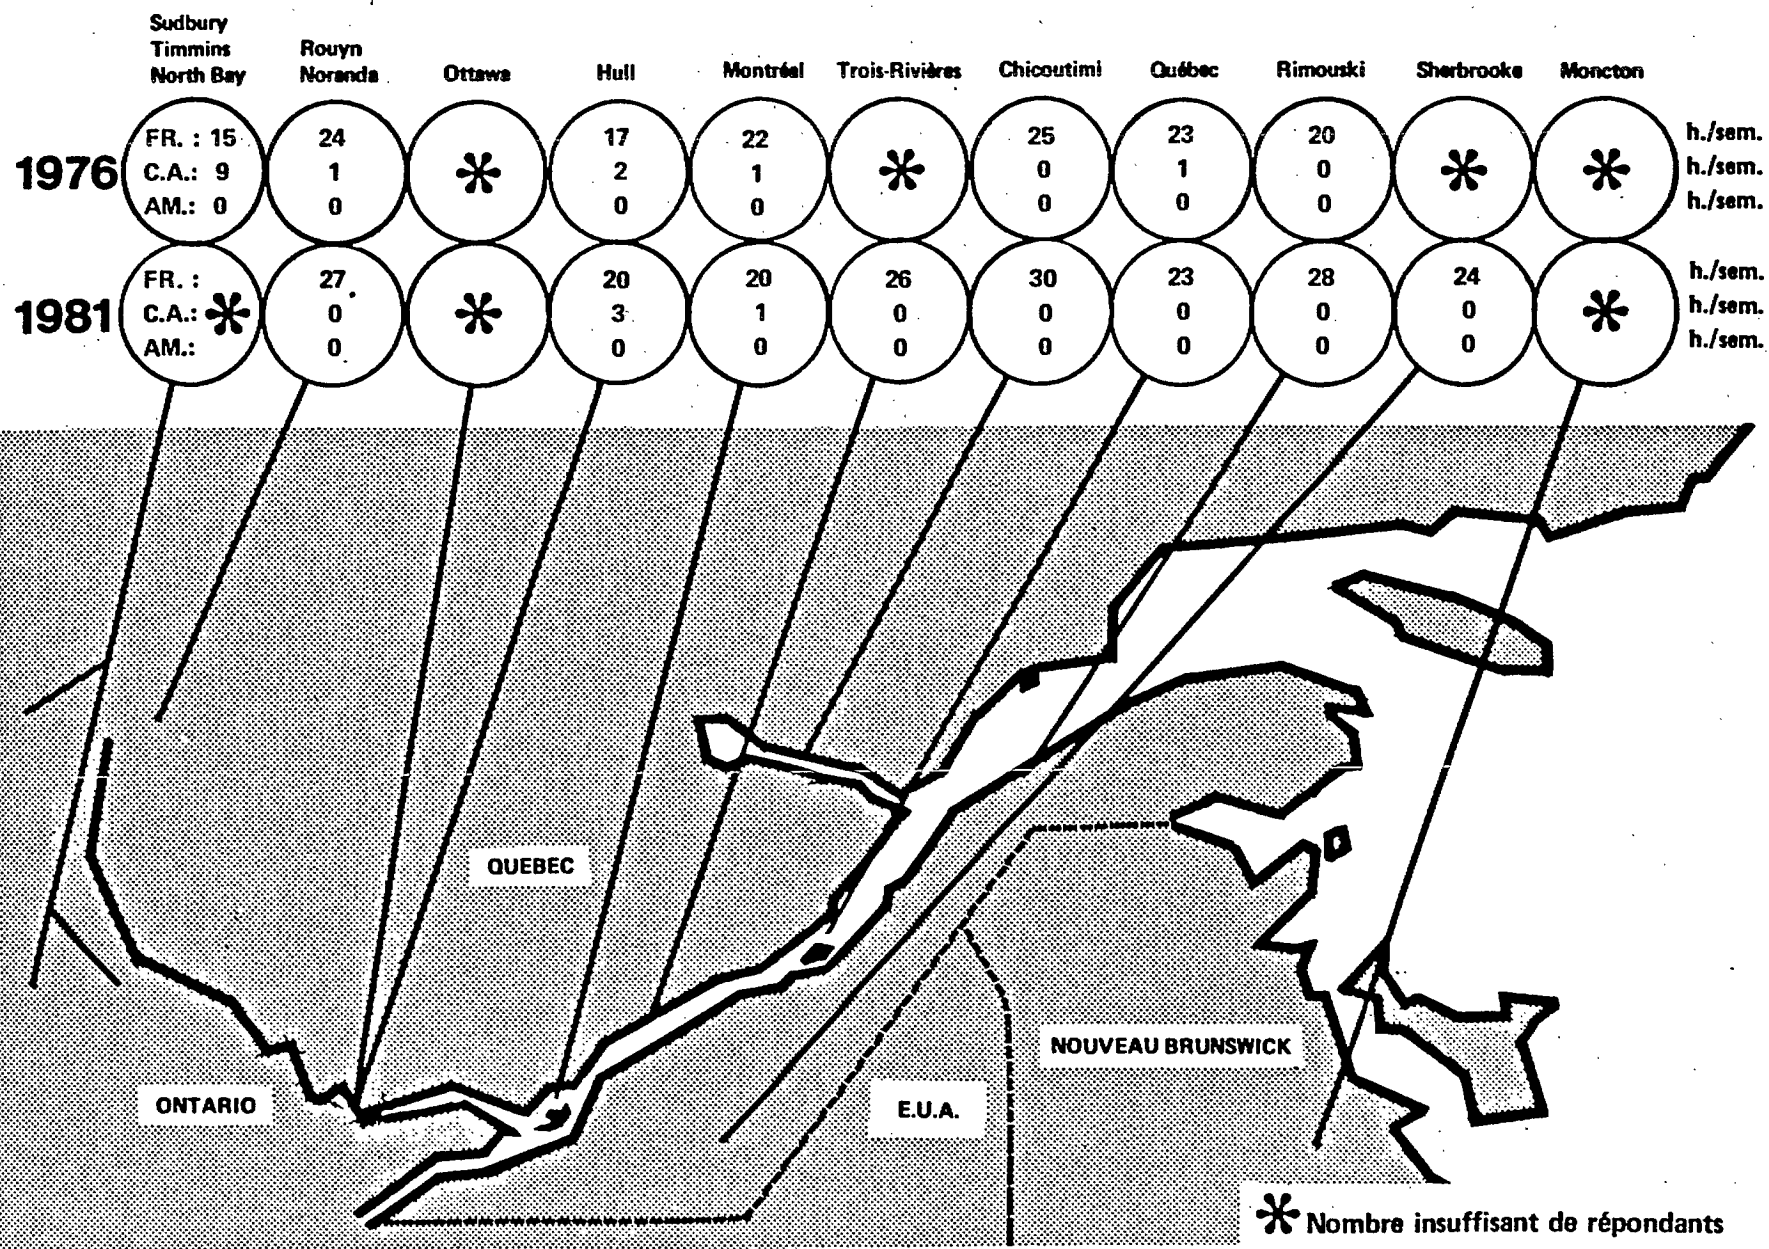 Sudbury
Timmins
North Bay
Rouyn
Noranda
Ottawa
Hull
Montréal
Trois-Rivières
Chicoutimi
Québec
Rimouski
Sherbrooke
Moncton
1976
FR. : 15 24 17 22 25 23 20 h./sem.
C.A.: 9 1 * 2 1 * 0 1 0 * * h./sem.
AM.: 0 0 0 0 0 0 0 h./sem.
1981
FR. : 27 20 20 26 30 23 28 24 h./sem.
C.A.: * 0 * 3 1 0 0 0 0 0 * h./sem.
AM.: 0 0 0 0 0 0 0 0 h./sem.
QUEBEC
NOUVEAU BRUNSWICK
ONTARIO
E.U.A.
* Nombre insuffisant de répondants